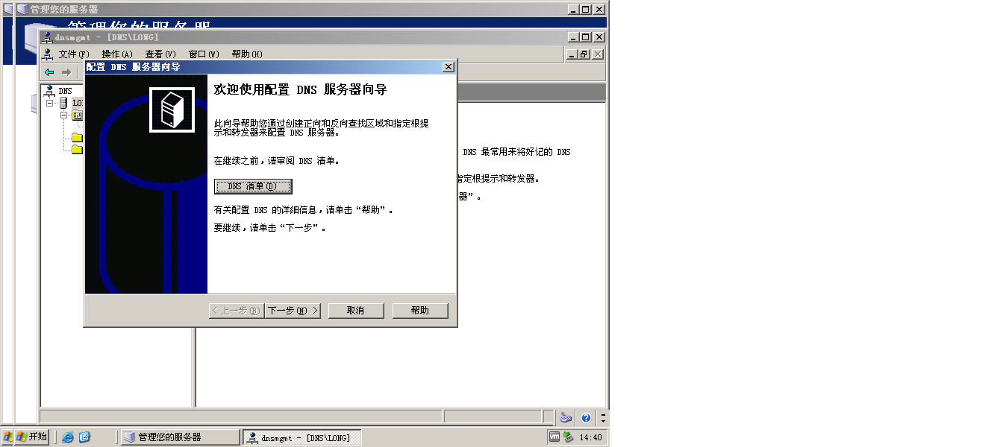 管理您的服务器
管理您的服务器
dnsmgmt - [DNS\LONG]
文件(F) 操作(A) 查看(V) 窗口(W) 帮助(H)
配置 DNS 服务器向导
DNS
欢迎使用配置 DNS 服务器向导
此向导帮助您通过创建正向和反向查找区域和指定根提
示和转发器来配置 DNS 服务器。
DNS 最常用来将好记的 DNS
在继续之前，请审阅 DNS 清单。
指定根提示和转发器。
DNS 清单(D)
器”。
有关配置 DNS 的详细信息，请单击“帮助”。
要继续，请单击“下一步”。
< 上一步(B) 下一步(N) > 取消 帮助
开始 管理您的服务器 dnsmgmt - [DNS\LONG] vm 14:40